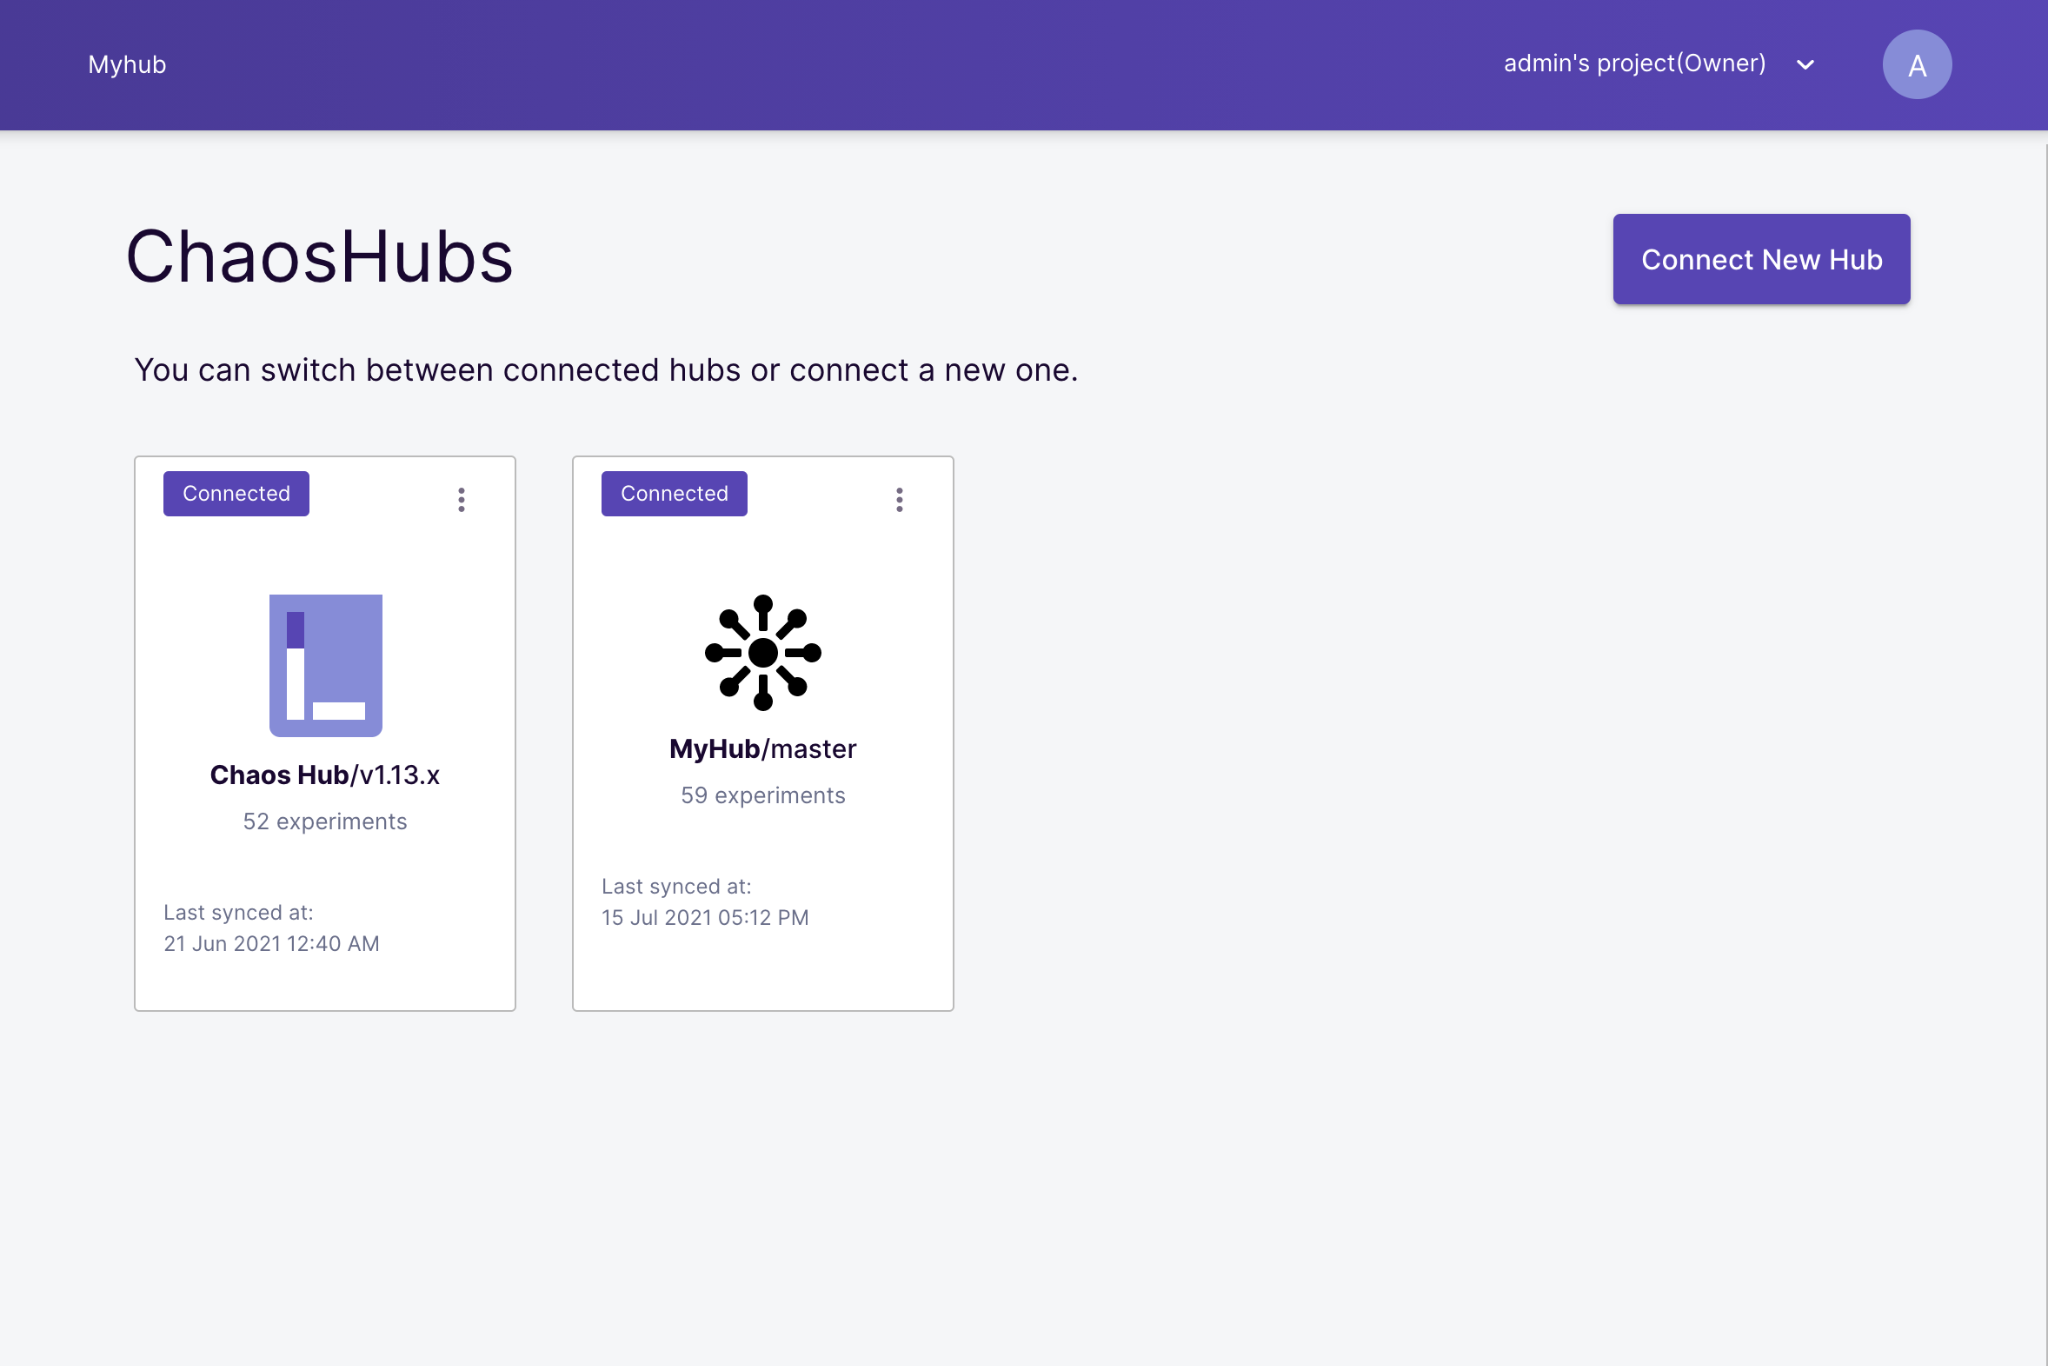 Myhub
admin's project(Owner)
A
ChaosHubs
Connect New Hub
You can switch between connected hubs or connect a new one.
Connected
Chaos Hub/v1.13.x
52 experiments
Last synced at:
21 Jun 2021 12:40 AM
Connected
MyHub/master
59 experiments
Last synced at:
15 Jul 2021 05:12 PM